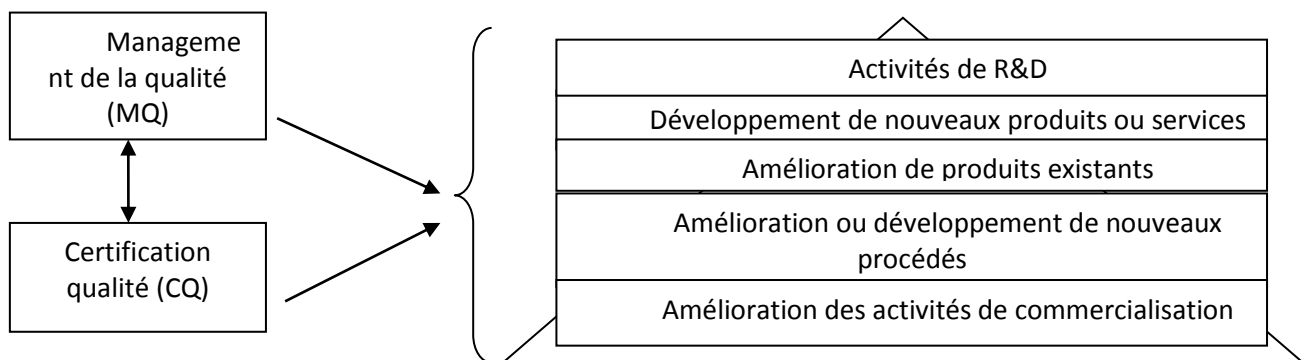 Manageme
nt de la qualité
(MQ)
Certification
qualité (CQ)
Activités de R&D
Développement de nouveaux produits ou services
Amélioration de produits existants
Amélioration ou développement de nouveaux
procédés
Amélioration des activités de commercialisation